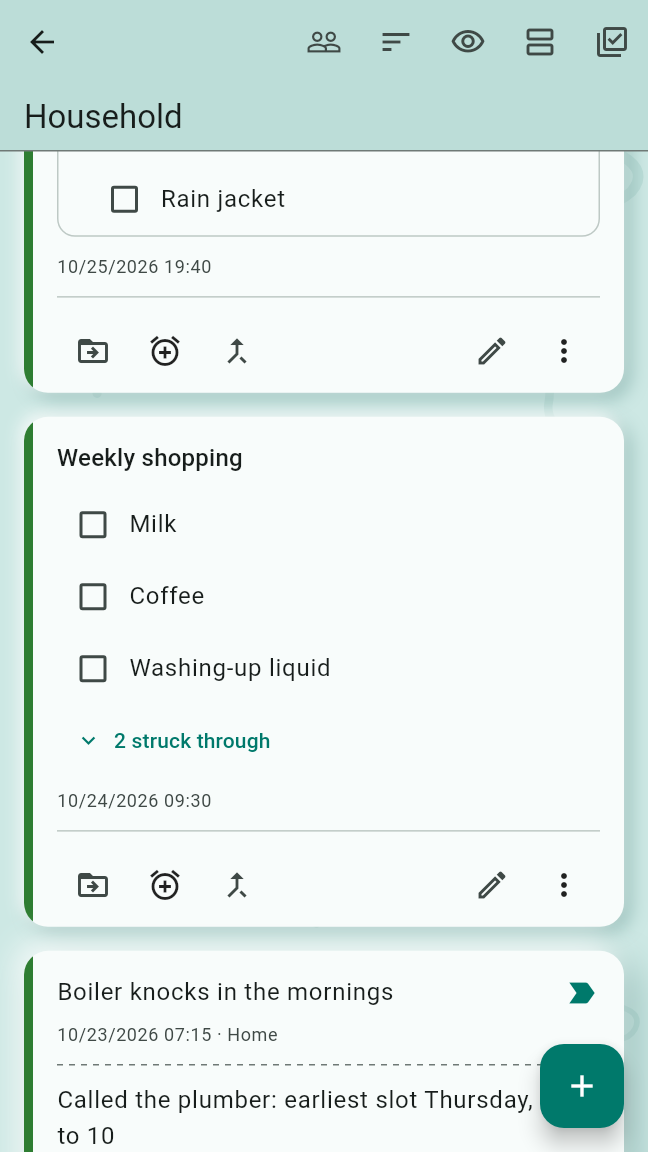 Household
Rain jacket
10/25/2026 19:40
Weekly shopping
Milk
Coffee
Washing-up liquid
2 struck through
10/24/2026 09:30
Boiler knocks in the mornings
10/23/2026 07:15 · Home
Called the plumber: earliest slot Thursday,
to 10